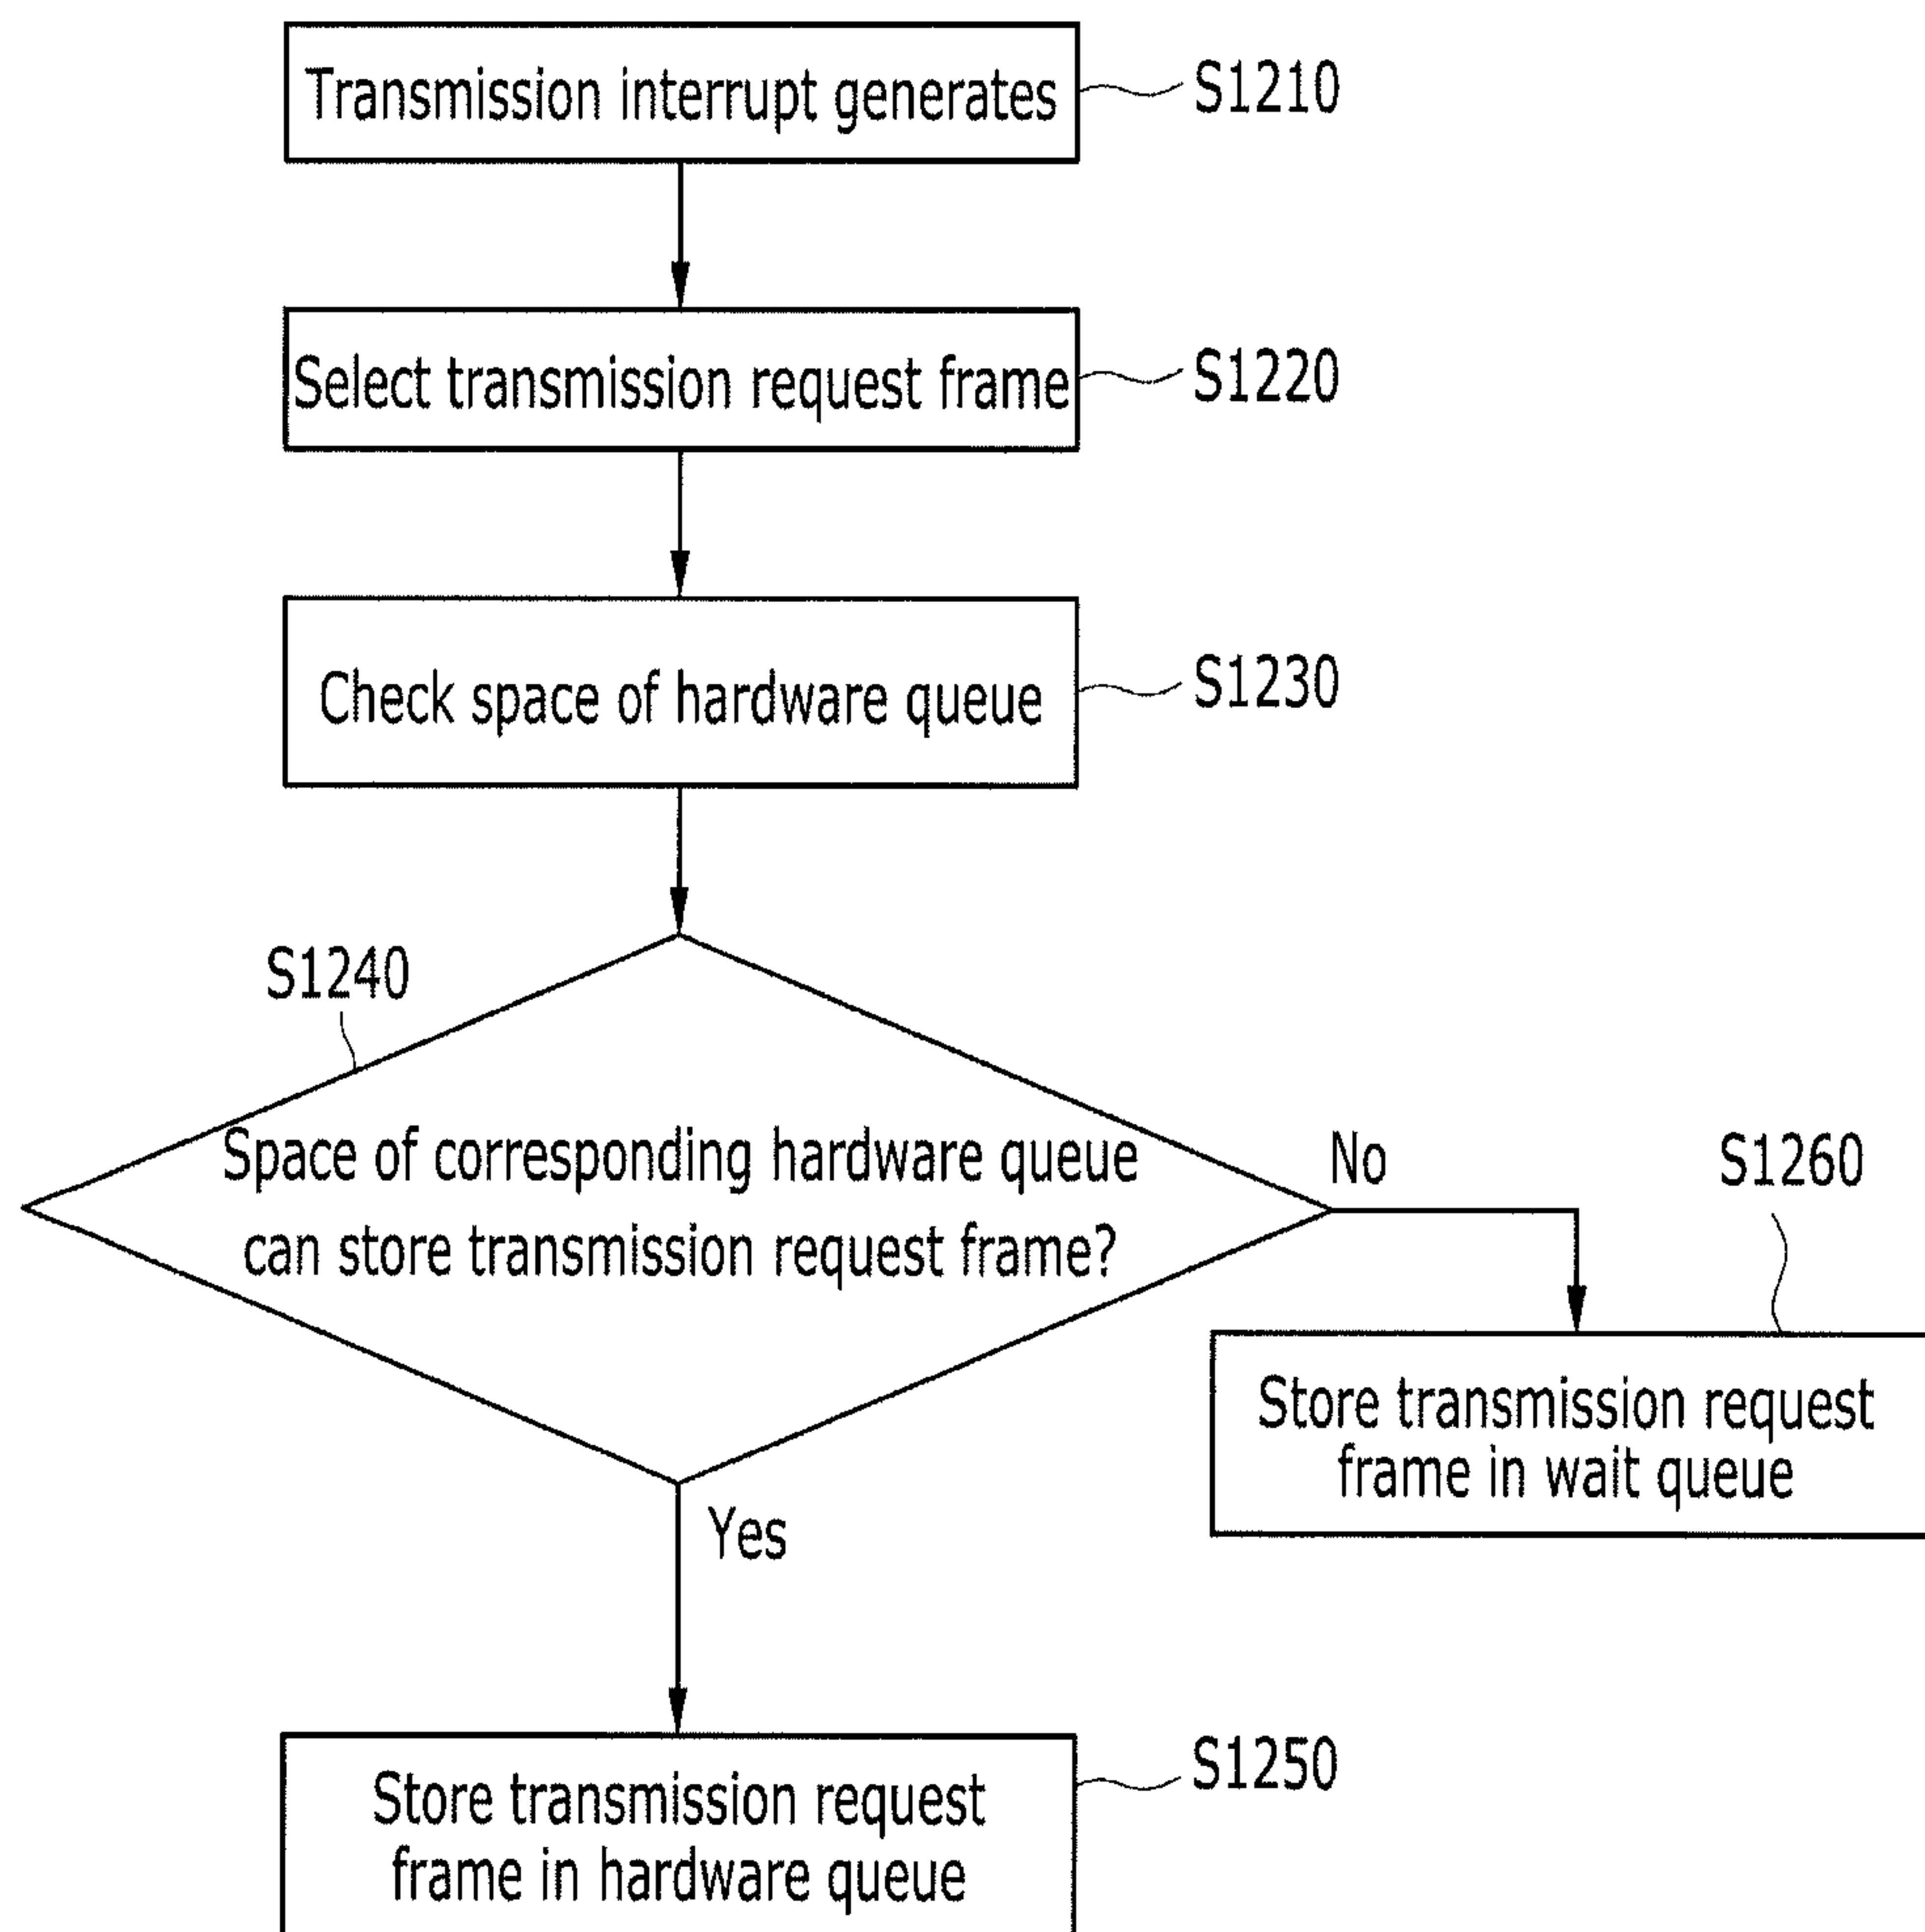 Transmission interrupt generates
S1210
Select transmission request frame
S1220
Check space of hardware queue
S1230
S1240
Space of corresponding hardware queue
can store transmission request frame?
No
S1260
Store transmission request
frame in wait queue
Yes
Store transmission request
frame in hardware queue
S1250